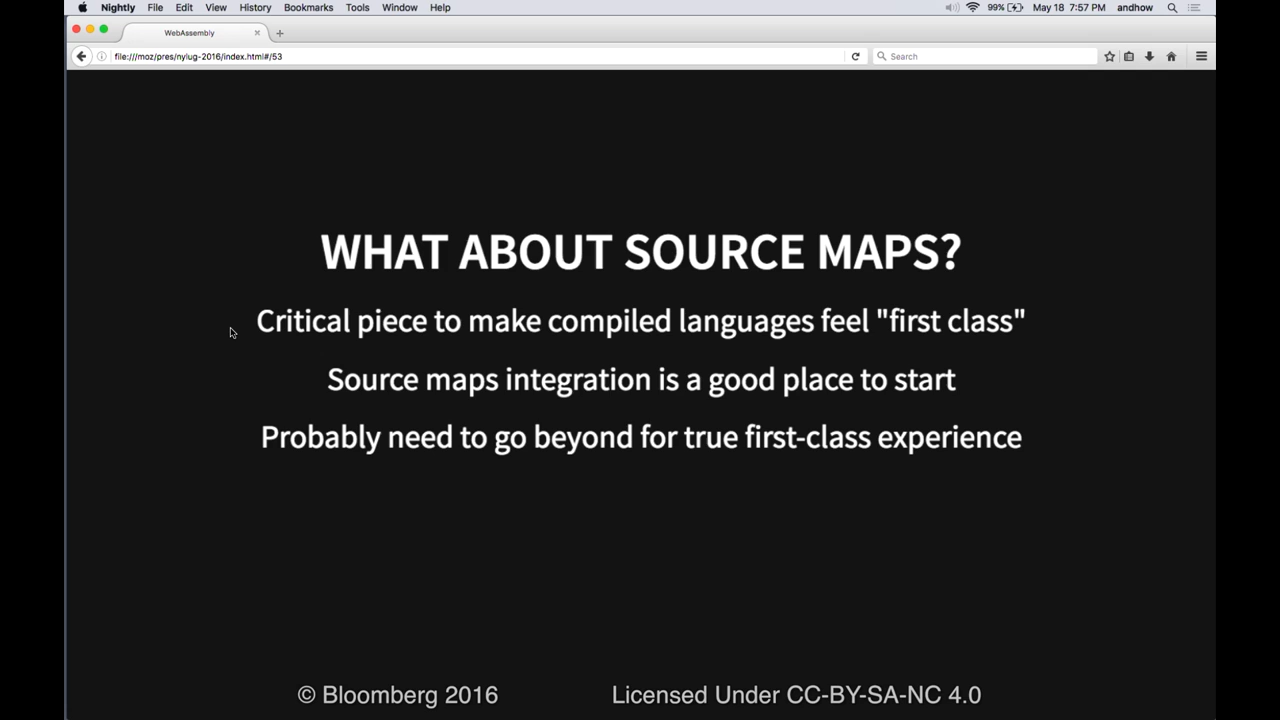 Nightly File Edit View History Bookmarks Tools Window Help 99% May 18 7:57 PM andhow
WebAssembly
file:///moz/pres/nylug-2016/index.html#/53 Search
WHAT ABOUT SOURCE MAPS?
Critical piece to make compiled languages feel "first class"
Source maps integration is a good place to start
Probably need to go beyond for true first-class experience
© Bloomberg 2016 Licensed Under CC-BY-SA-NC 4.0